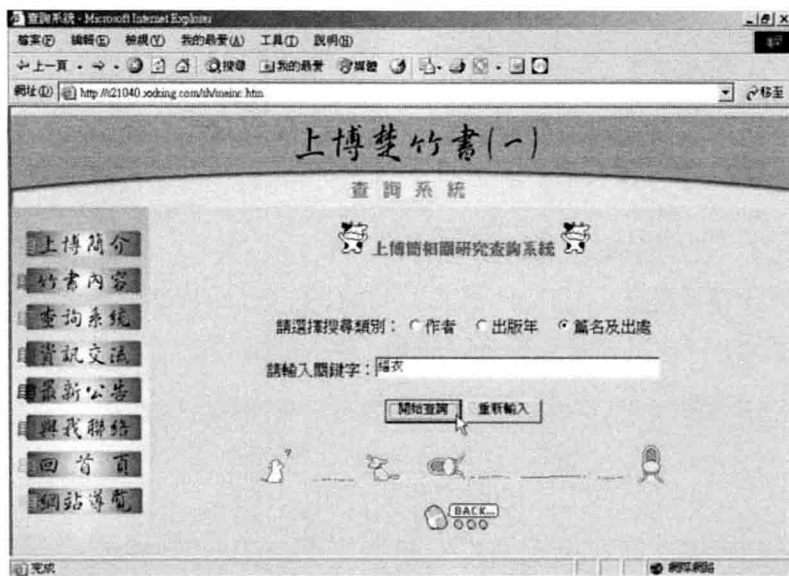 查詢系統 - Microsoft Internet Explorer
檔案(F) 編輯(E) 檢視(V) 我的最愛(A) 工具(T) 說明(H)
上一頁 搜尋 我的最愛 媒體
網址(D) http://c21040.xxking.com/sh/mainc.htm 移至
上博楚竹書(一)
查詢系統
上博簡介
竹書內容
查詢系統
資訊交流
最新公告
與我聯絡
回首頁
網站導覽
上博簡相關研究查詢系統
請選擇搜尋類別: 作者 出版年 篇名及出處
請輸入關鍵字: 緇衣
開始查詢 重新輸入
BACK...
完成 網際網路